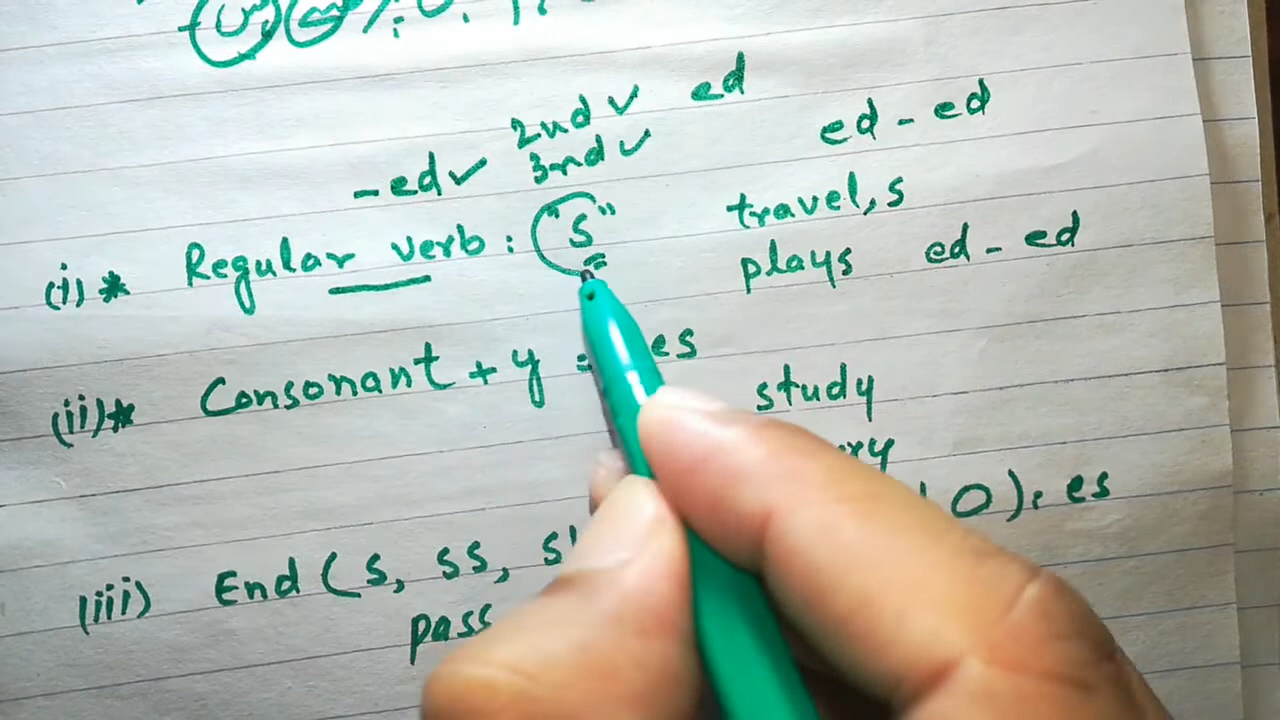 2nd ✓ ed
-ed ✓ 3nd ✓ ed - ed
(i)* Regular verb : "S" travel,s
plays ed - ed
(ii)* Consonant + y = es
study
(iii) End (s, ss, O). es
pass